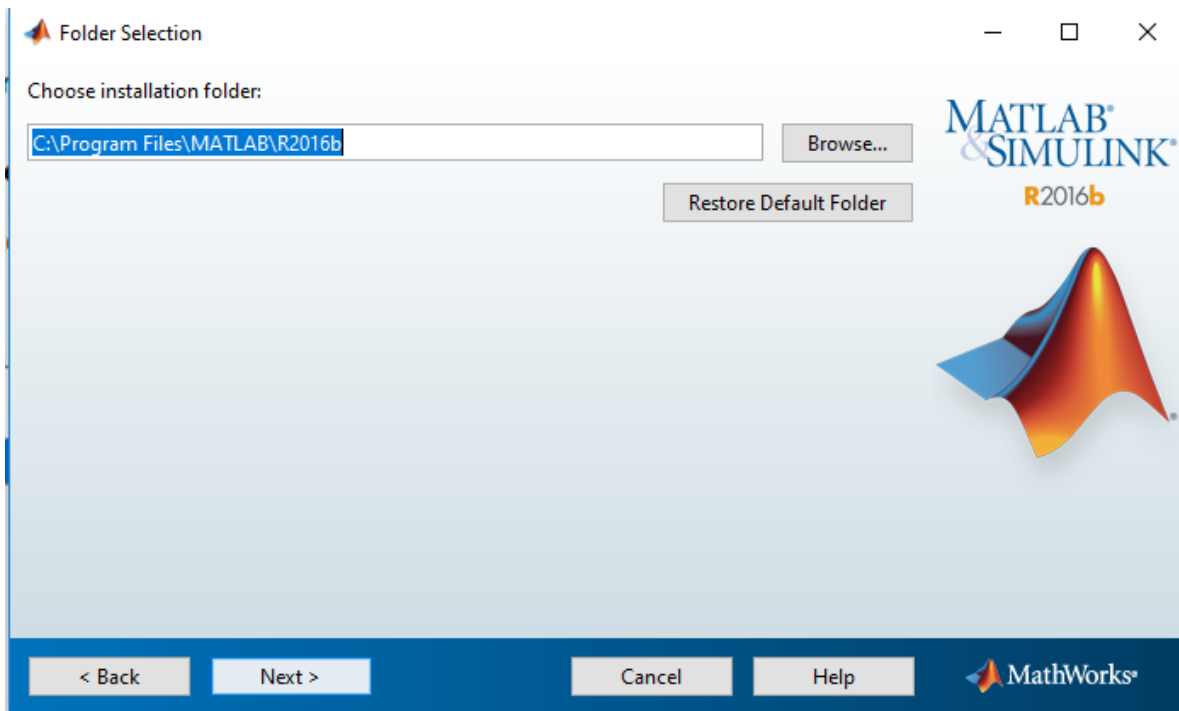 Folder Selection
Choose installation folder:
C:\Program Files\MATLAB\R2016b
Browse...
Restore Default Folder
MATLAB®
&SIMULINK®
R2016b
®
< Back
Next >
Cancel
Help
MathWorks®